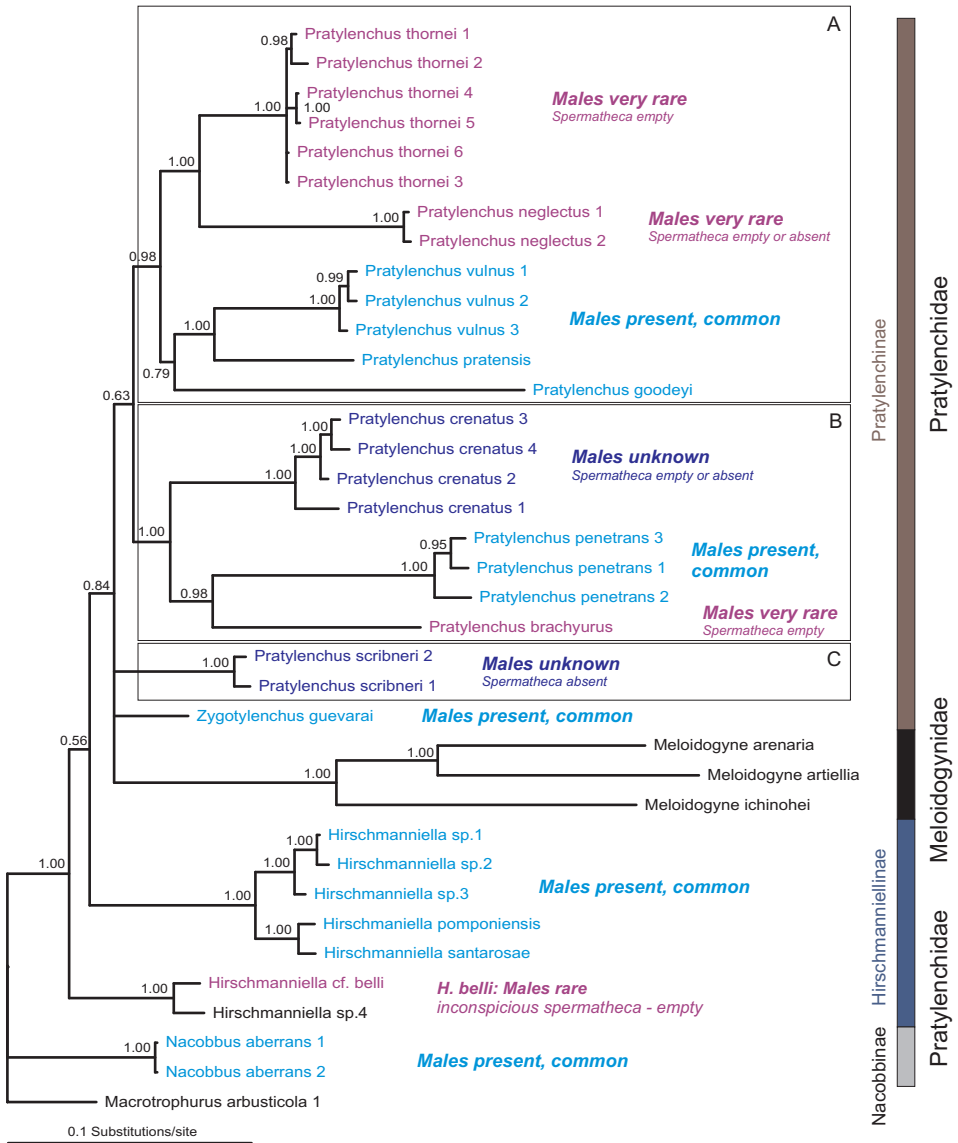 A
0.98
Pratylenchus thornei 1
Pratylenchus thornei 2
1.00
1.00
Pratylenchus thornei 4
Pratylenchus thornei 5
Pratylenchus thornei 6
Pratylenchus thornei 3
Males very rare
Spermatheca empty
1.00
1.00
Pratylenchus neglectus 1
Pratylenchus neglectus 2
Males very rare
Spermatheca empty or absent
0.98
0.99
1.00
1.00
Pratylenchus vulnus 1
Pratylenchus vulnus 2
Pratylenchus vulnus 3
Pratylenchus pratensis
0.79
Pratylenchus goodeyi
Males present, common
0.63
B
1.00
1.00
1.00
Pratylenchus crenatus 3
Pratylenchus crenatus 4
Pratylenchus crenatus 2
Pratylenchus crenatus 1
Males unknown
Spermatheca empty or absent
1.00
0.95
1.00
Pratylenchus penetrans 3
Pratylenchus penetrans 1
Pratylenchus penetrans 2
Males present,
common
0.98
Pratylenchus brachyurus
Males very rare
Spermatheca empty
0.84
C
1.00
Pratylenchus scribneri 2
Pratylenchus scribneri 1
Males unknown
Spermatheca absent
Zygotylenchus guevarai
Males present, common
0.56
1.00
1.00
Meloidogyne arenaria
Meloidogyne artiellia
Meloidogyne ichinohei
1.00
1.00
1.00
1.00
Hirschmanniella sp.1
Hirschmanniella sp.2
Hirschmanniella sp.3
Hirschmaniella pomponiensis
Hirschmaniella santarosae
Males present, common
1.00
1.00
Hirschmanniella cf. belli
Hirschmanniella sp.4
H. belli: Males rare
inconspicious spermatheca - empty
1.00
Nacobbus aberrans 1
Nacobbus aberrans 2
Males present, common
Macrotrophurus arbusticola 1
0.1 Substitutions/site
Pratylenchinae
Hirschmanniellinae
Nacobbinae
Pratylenchidae
Meloidogynidae
Pratylenchidae